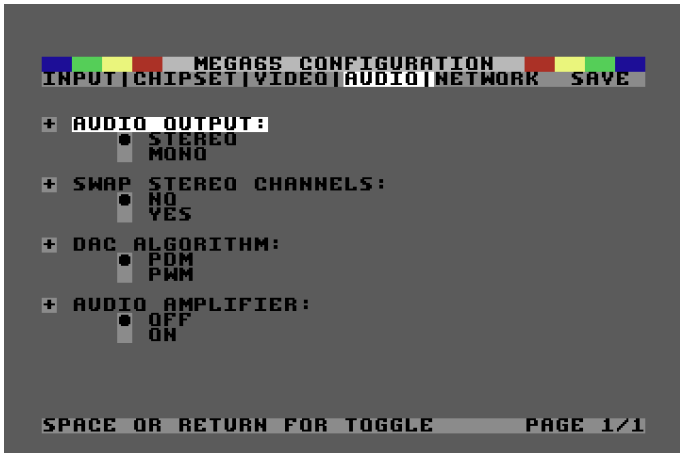 MEGA65 CONFIGURATION
INPUT|CHIPSET|VIDEO|AUDIO|NETWORK SAVE
+ AUDIO OUTPUT:
● STEREO
MONO
+ SWAP STEREO CHANNELS:
● NO
YES
+ DAC ALGORITHM:
● PDM
PWM
+ AUDIO AMPLIFIER:
● OFF
ON
SPACE OR RETURN FOR TOGGLE PAGE 1/1